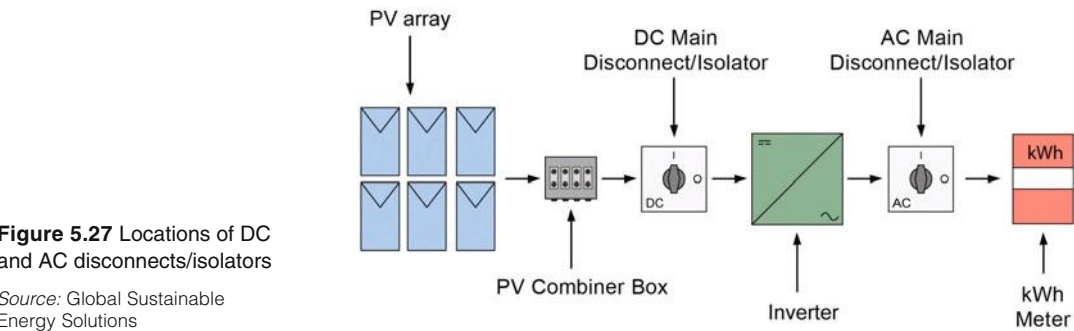 PV array
DC Main
Disconnect/Isolator
AC Main
Disconnect/Isolator
kWh
DC
AC
PV Combiner Box
Inverter
kWh
Meter
Figure 5.27 Locations of DC
and AC disconnects/isolators
Source: Global Sustainable
Energy Solutions